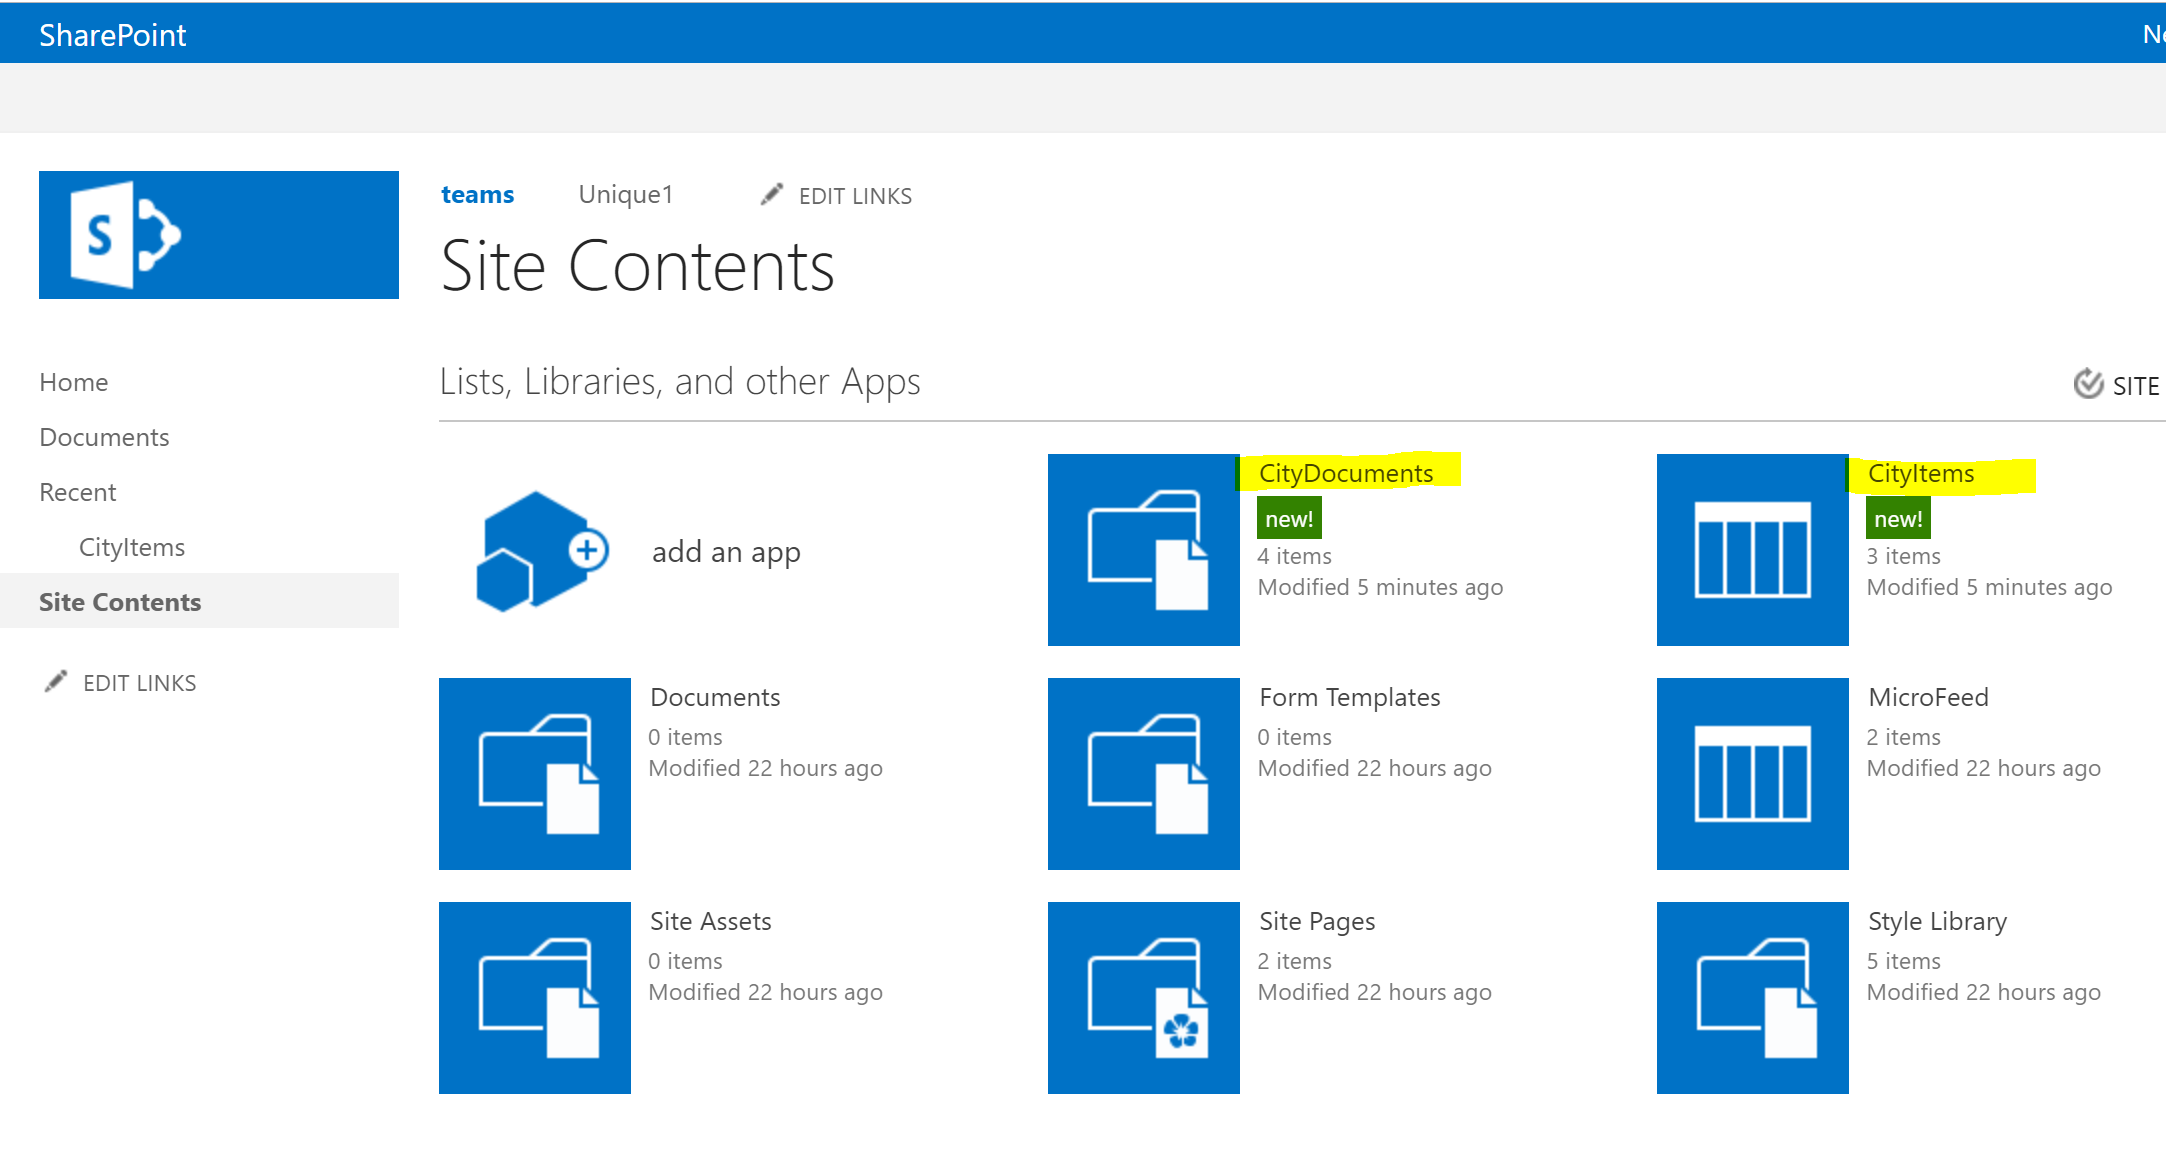 SharePoint
teams Unique1 EDIT LINKS
Site Contents
Home
Documents
Recent
CityItems
Site Contents
EDIT LINKS
Lists, Libraries, and other Apps
SITE
add an app
CityDocuments
new!
4 items
Modified 5 minutes ago
CityItems
new!
3 items
Modified 5 minutes ago
Documents
0 items
Modified 22 hours ago
Form Templates
0 items
Modified 22 hours ago
MicroFeed
2 items
Modified 22 hours ago
Site Assets
0 items
Modified 22 hours ago
Site Pages
2 items
Modified 22 hours ago
Style Library
5 items
Modified 22 hours ago